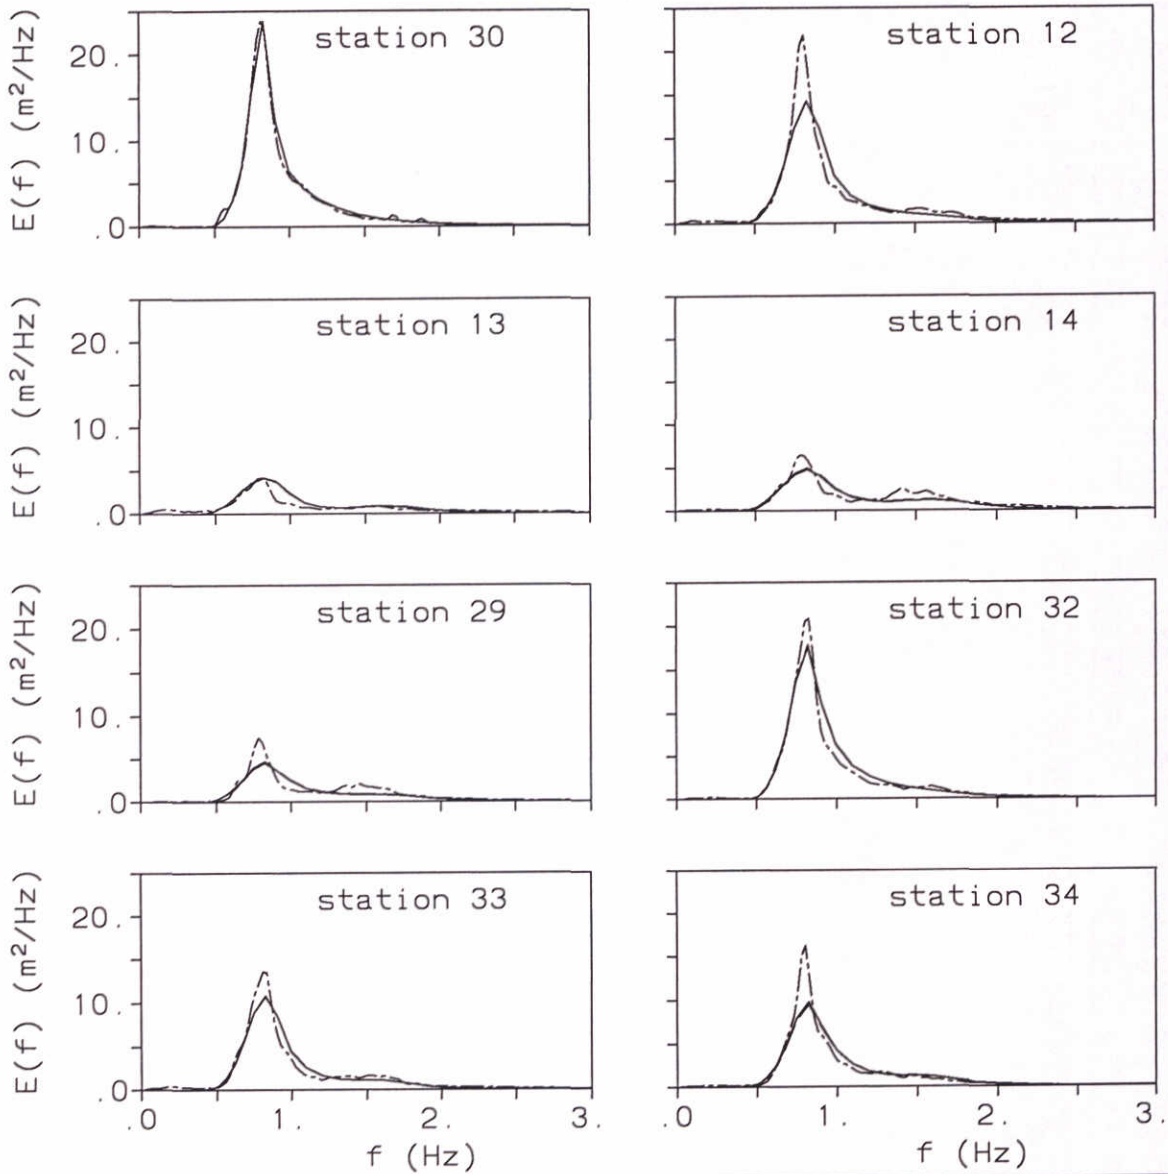 E(f) (m²/Hz)
20.
10.
.0
station 30
station 12
E(f) (m²/Hz)
20.
10.
.0
station 13
station 14
E(f) (m²/Hz)
20.
10.
.0
station 29
station 32
E(f) (m²/Hz)
20.
10.
.0
station 33
station 34
.0 1. 2. 3.
f (Hz)
.0 1. 2. 3.
f (Hz)